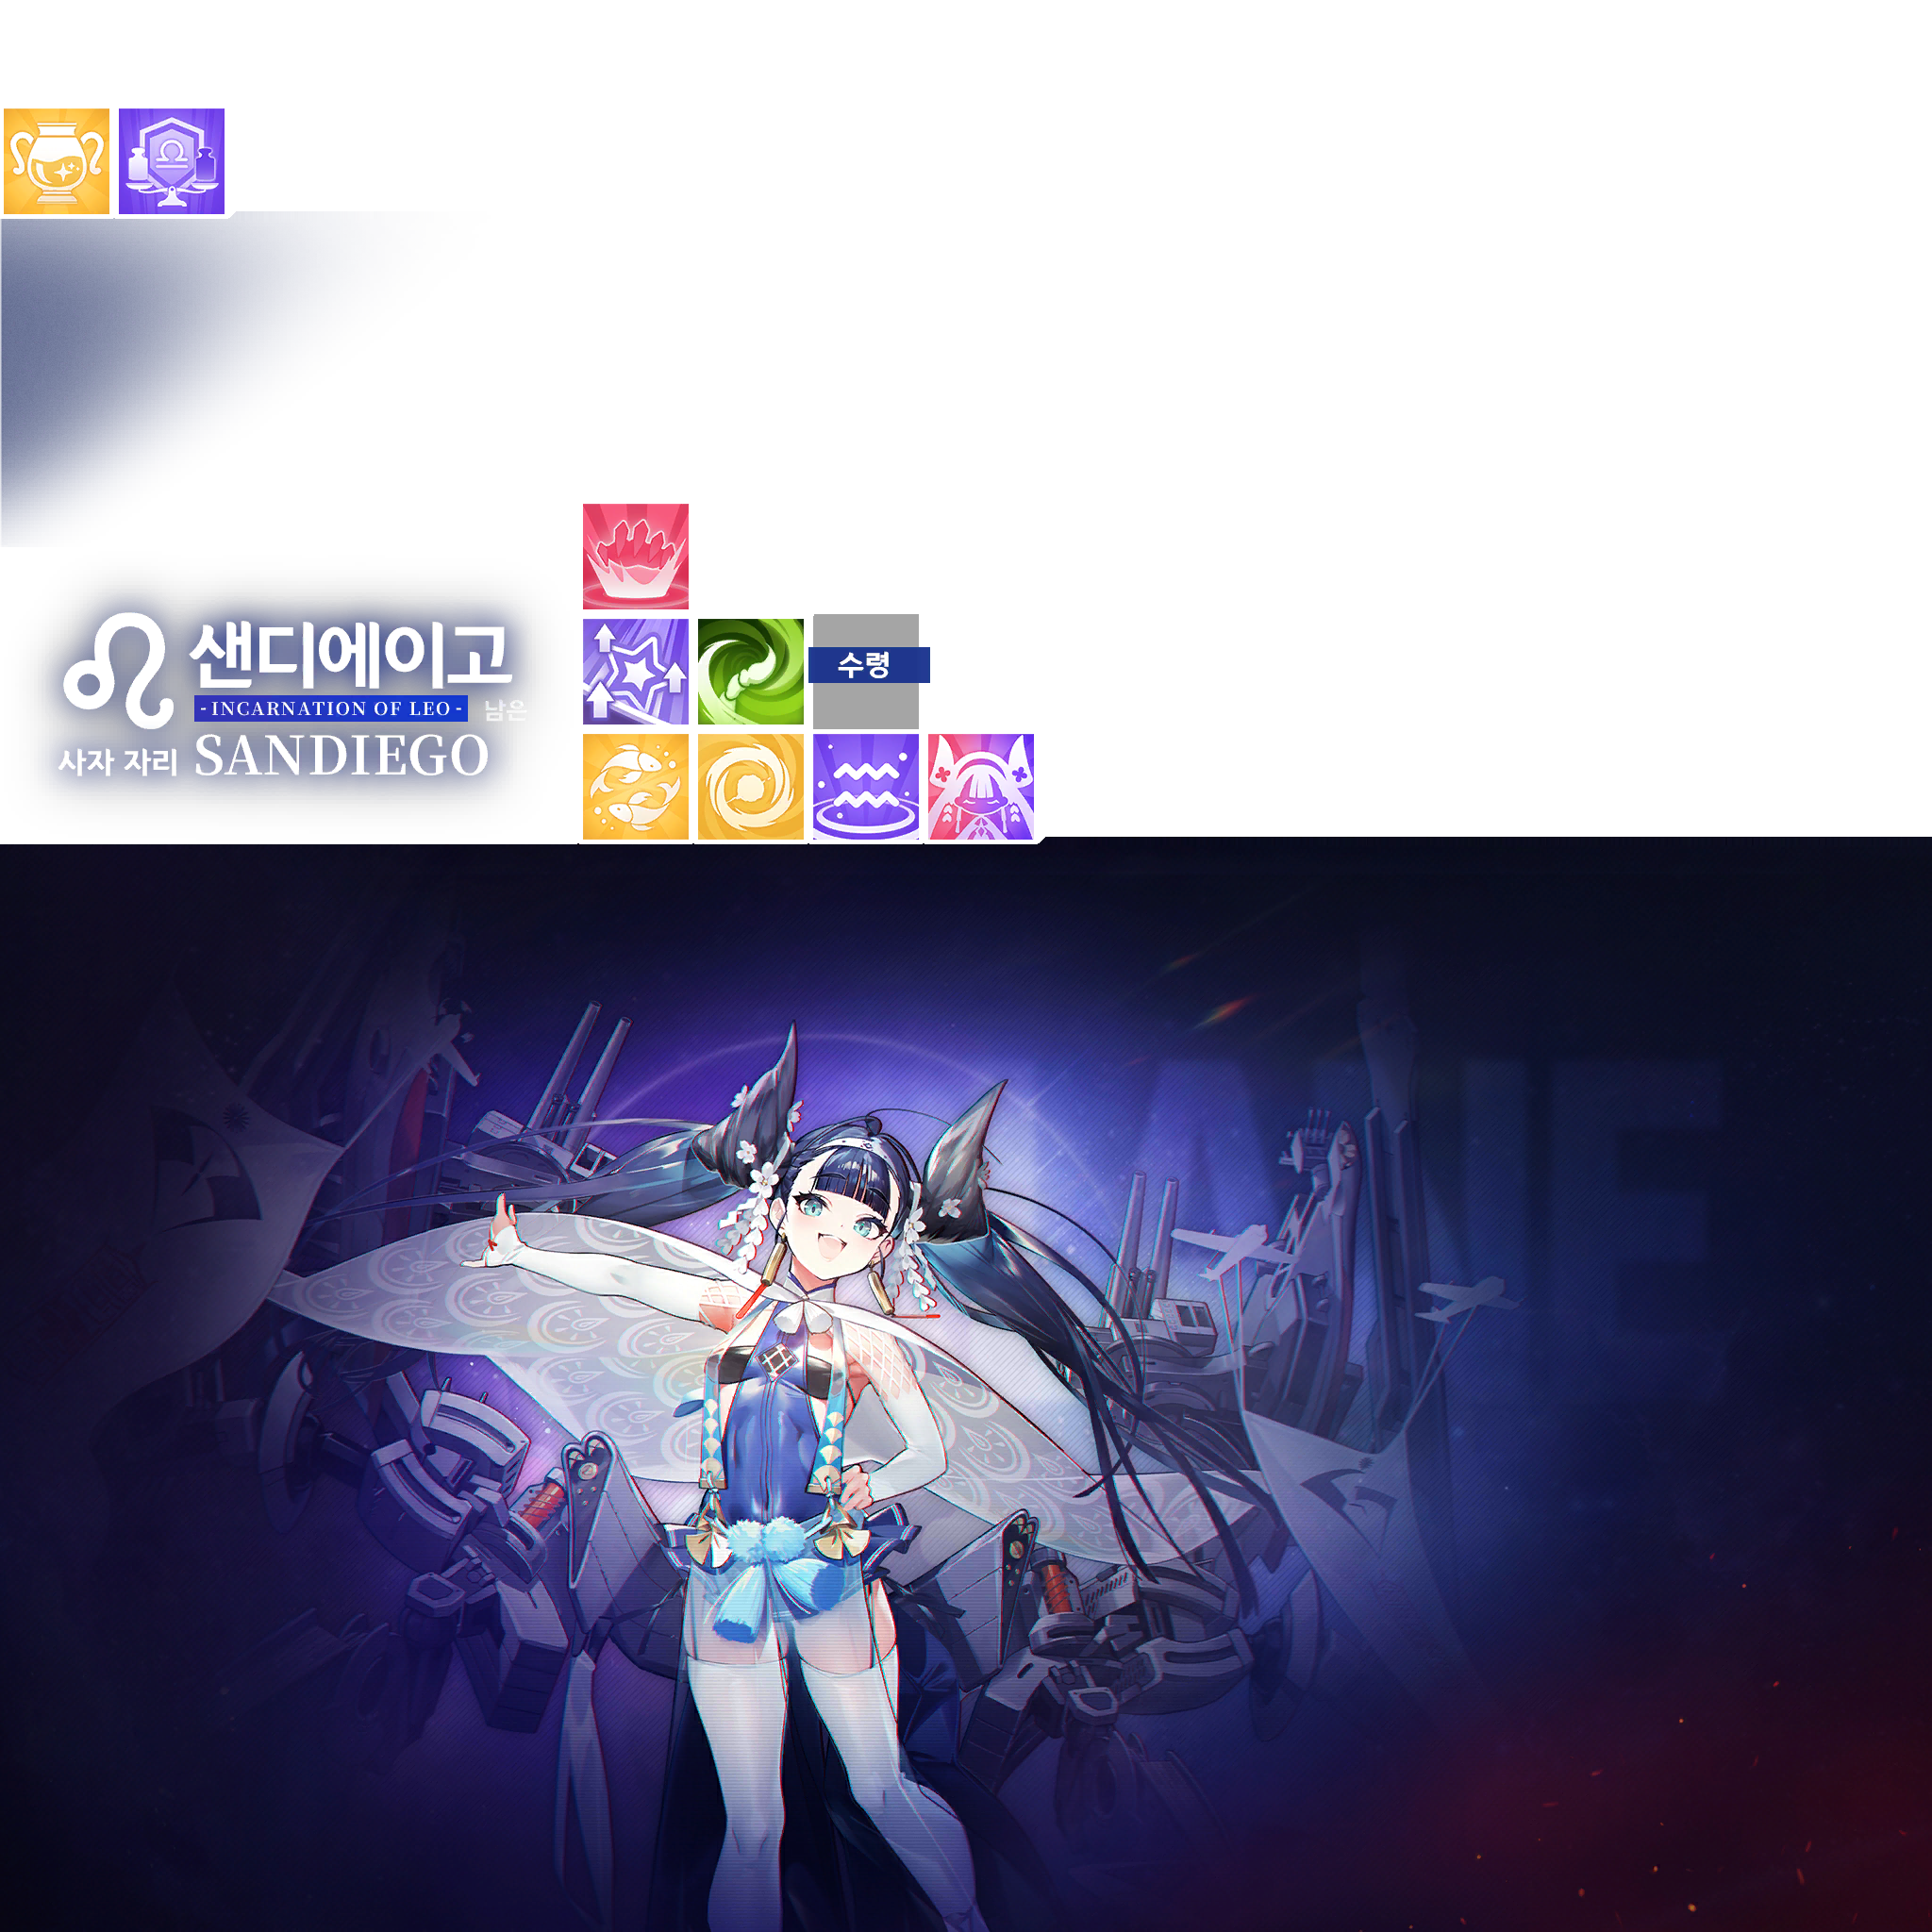 샌디에이고
- INCARNATION OF LEO -
남은
사자 자리
SANDIEGO
수령